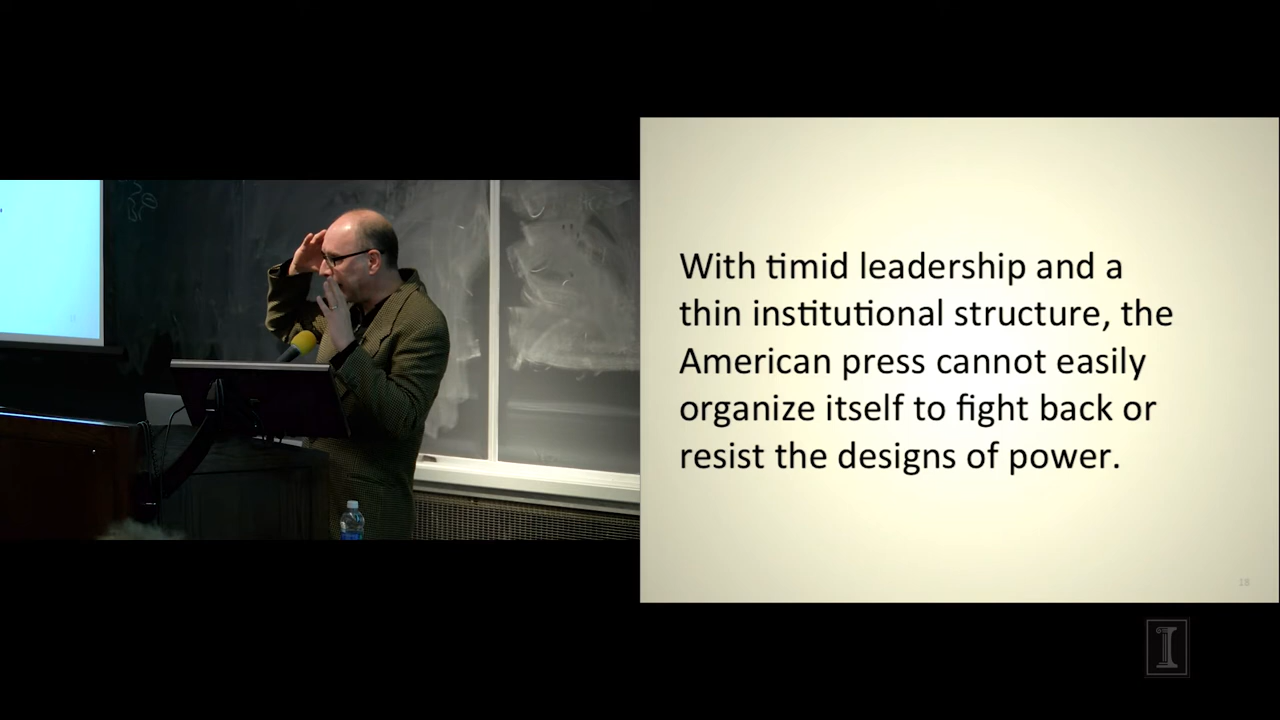 With timid leadership and a
thin institutional structure, the
American press cannot easily
organize itself to fight back or
resist the designs of power.
18
I